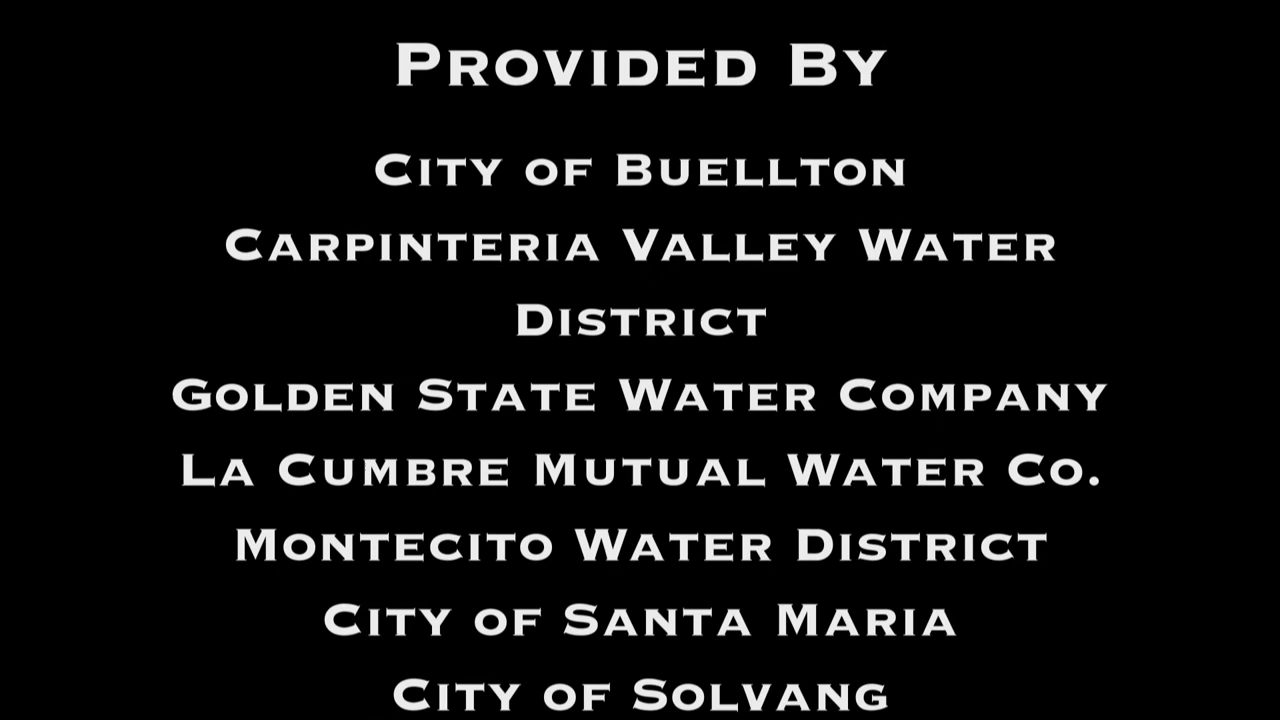 Provided By
City of Buellton
Carpinteria Valley Water
District
Golden State Water Company
La Cumbre Mutual Water Co.
Montecito Water District
City of Santa Maria
City of Solvang